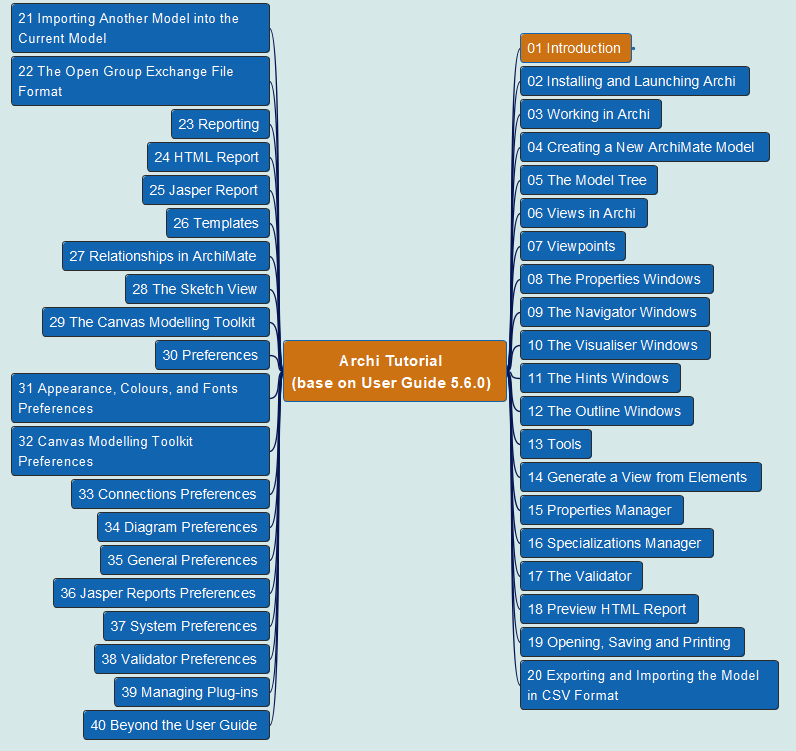 Archi Tutorial
(base on User Guide 5.6.0)
01 Introduction
02 Installing and Launching Archi
03 Working in Archi
04 Creating a New ArchiMate Model
05 The Model Tree
06 Views in Archi
07 Viewpoints
08 The Properties Windows
09 The Navigator Windows
10 The Visualiser Windows
11 The Hints Windows
12 The Outline Windows
13 Tools
14 Generate a View from Elements
15 Properties Manager
16 Specializations Manager
17 The Validator
18 Preview HTML Report
19 Opening, Saving and Printing
20 Exporting and Importing the Model
in CSV Format
21 Importing Another Model into the
Current Model
22 The Open Group Exchange File
Format
23 Reporting
24 HTML Report
25 Jasper Report
26 Templates
27 Relationships in ArchiMate
28 The Sketch View
29 The Canvas Modelling Toolkit
30 Preferences
31 Appearance, Colours, and Fonts
Preferences
32 Canvas Modelling Toolkit
Preferences
33 Connections Preferences
34 Diagram Preferences
35 General Preferences
36 Jasper Reports Preferences
37 System Preferences
38 Validator Preferences
39 Managing Plug-ins
40 Beyond the User Guide